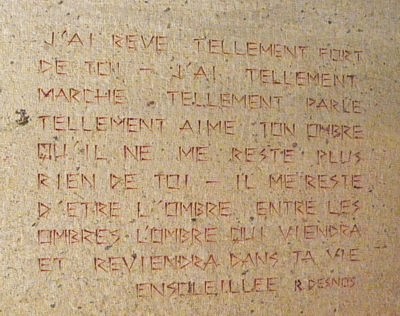 J'AI REVE TELLEMENT FORT
DE TOI – J'AI TELLEMENT
MARCHE TELLEMENT PARLE
TELLEMENT AIME TON OMBRE
QU'IL NE ME RESTE PLUS
RIEN DE TOI – IL ME RESTE
D'ETRE L'OMBRE ENTRE LES
OMBRES L'OMBRE QUI VIENDRA
ET REVIENDRA DANS TA VIE
ENSOLEILLEE R DESNOS